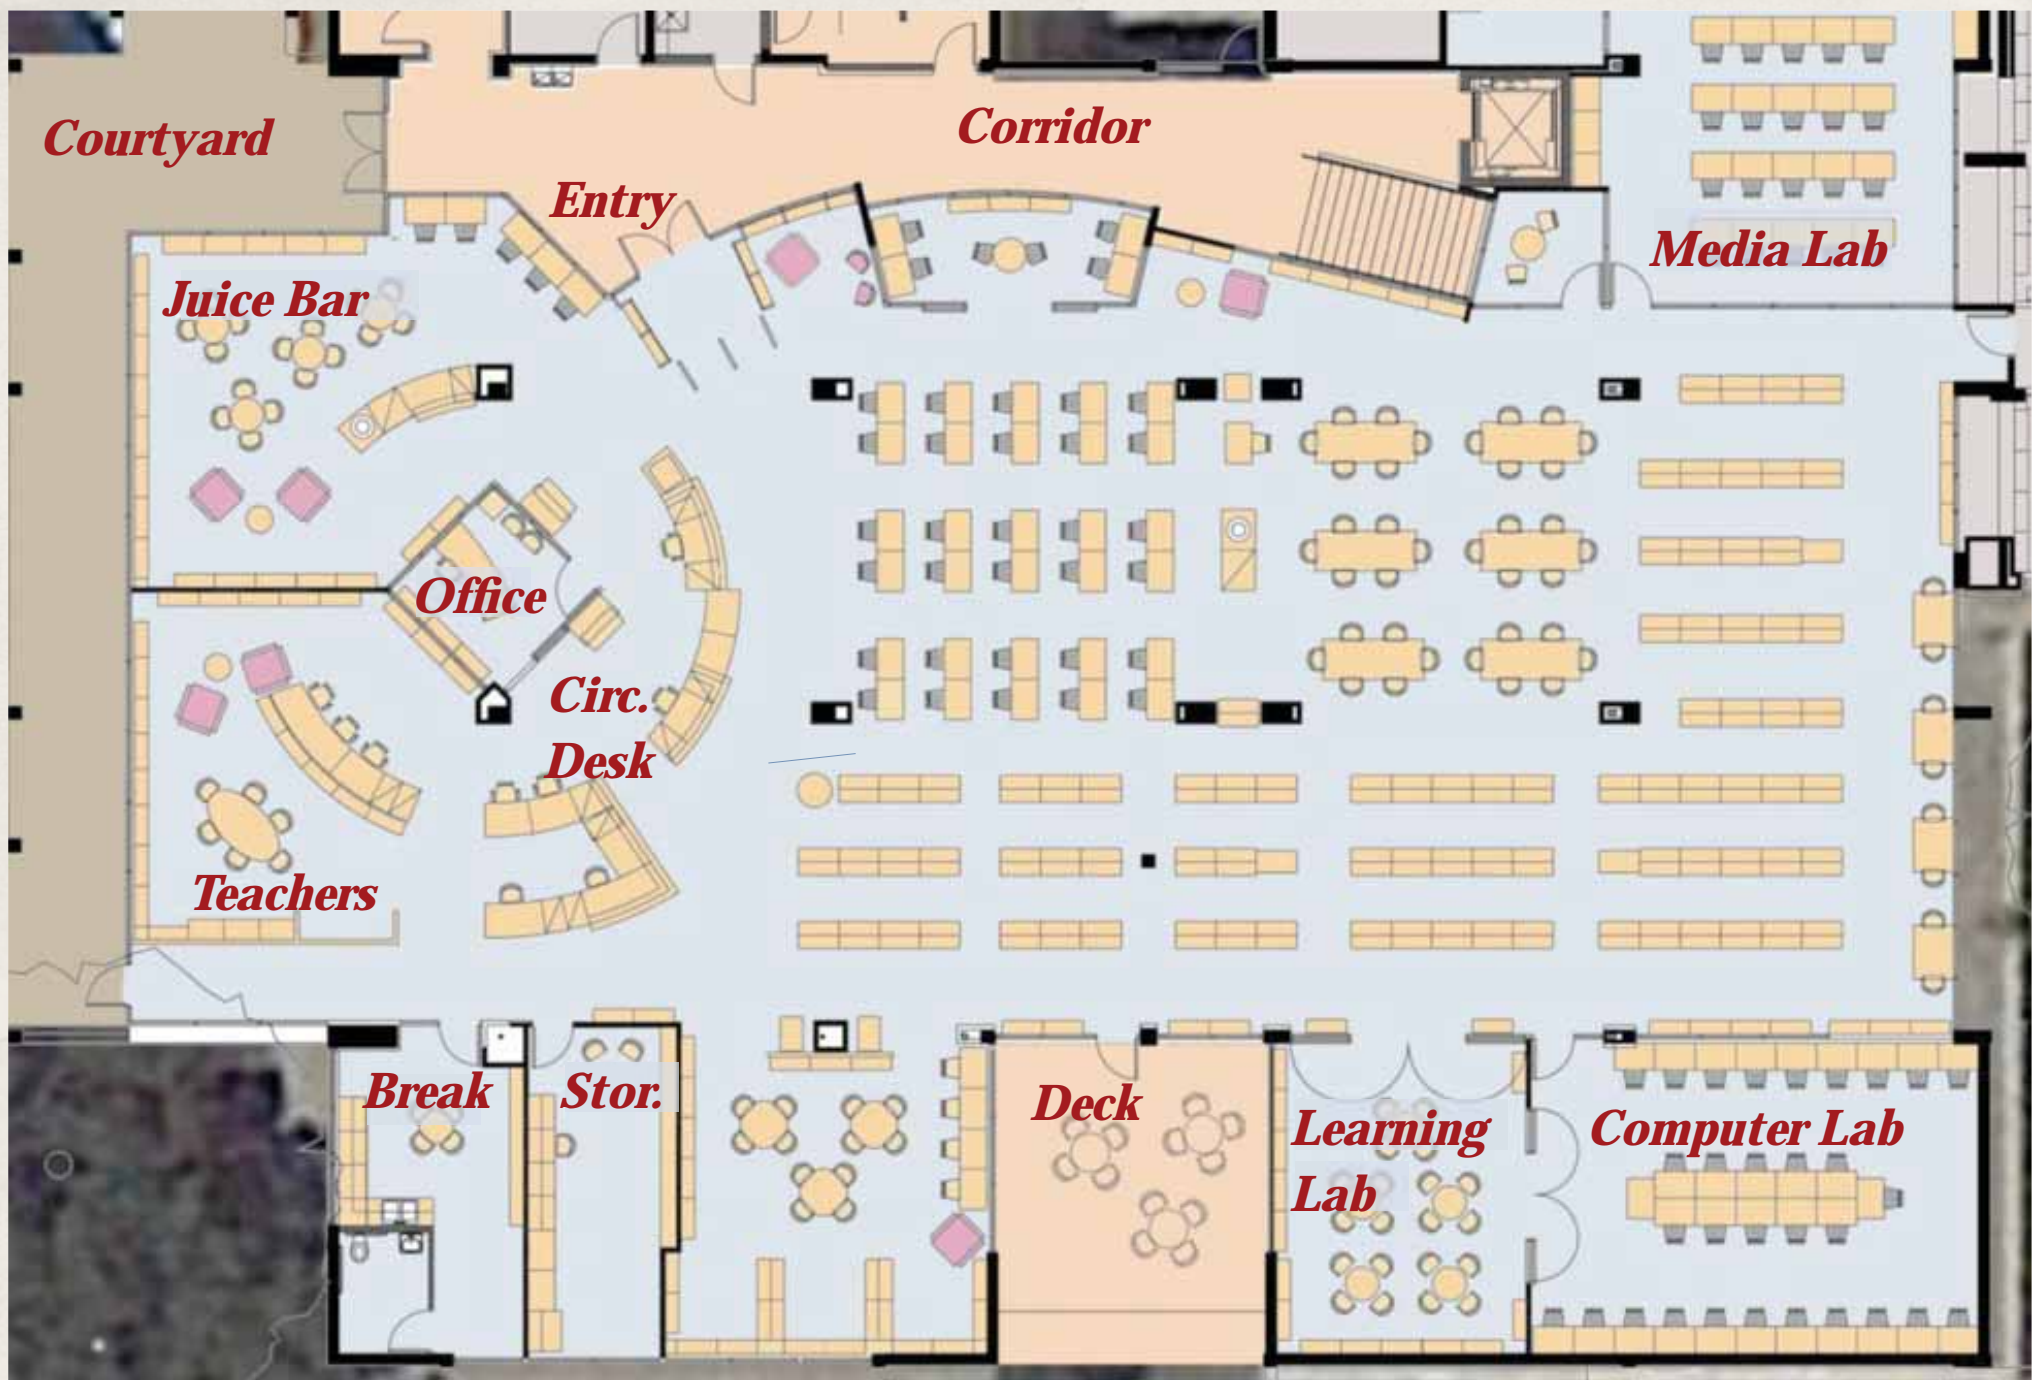 Courtyard
Corridor
Entry
Media Lab
Juice Bar
Office
Circ.
Desk
Teachers
Break
Stor.
Deck
Learning
Lab
Computer Lab